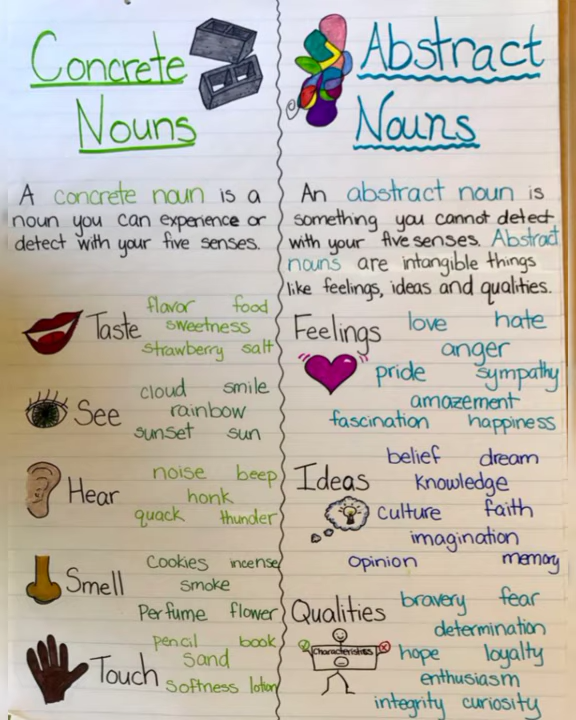 Concrete
Nouns
A concrete noun is a
noun you can experience or
detect with your five senses.
Taste
flavor food
sweetness
strawberry salt
See
cloud smile
rainbow
sunset sun
Hear
noise beep
honk
quack thunder
Smell
Cookies incense
smoke
Perfume flower
Touch
pencil book
Sand
Softness lotion
Abstract
Nouns
An abstract noun is
something you cannot detect
with your five senses. Abstract
nouns are intangible things
like feelings, ideas and qualities.
Feelings
love hate
anger
pride sympathy
amazement
fascination happiness
Ideas
belief dream
knowledge
culture faith
imagination
opinion memory
Qualities
Characteristics
bravery fear
determination
hope loyalty
enthusiasm
integrity curiosity